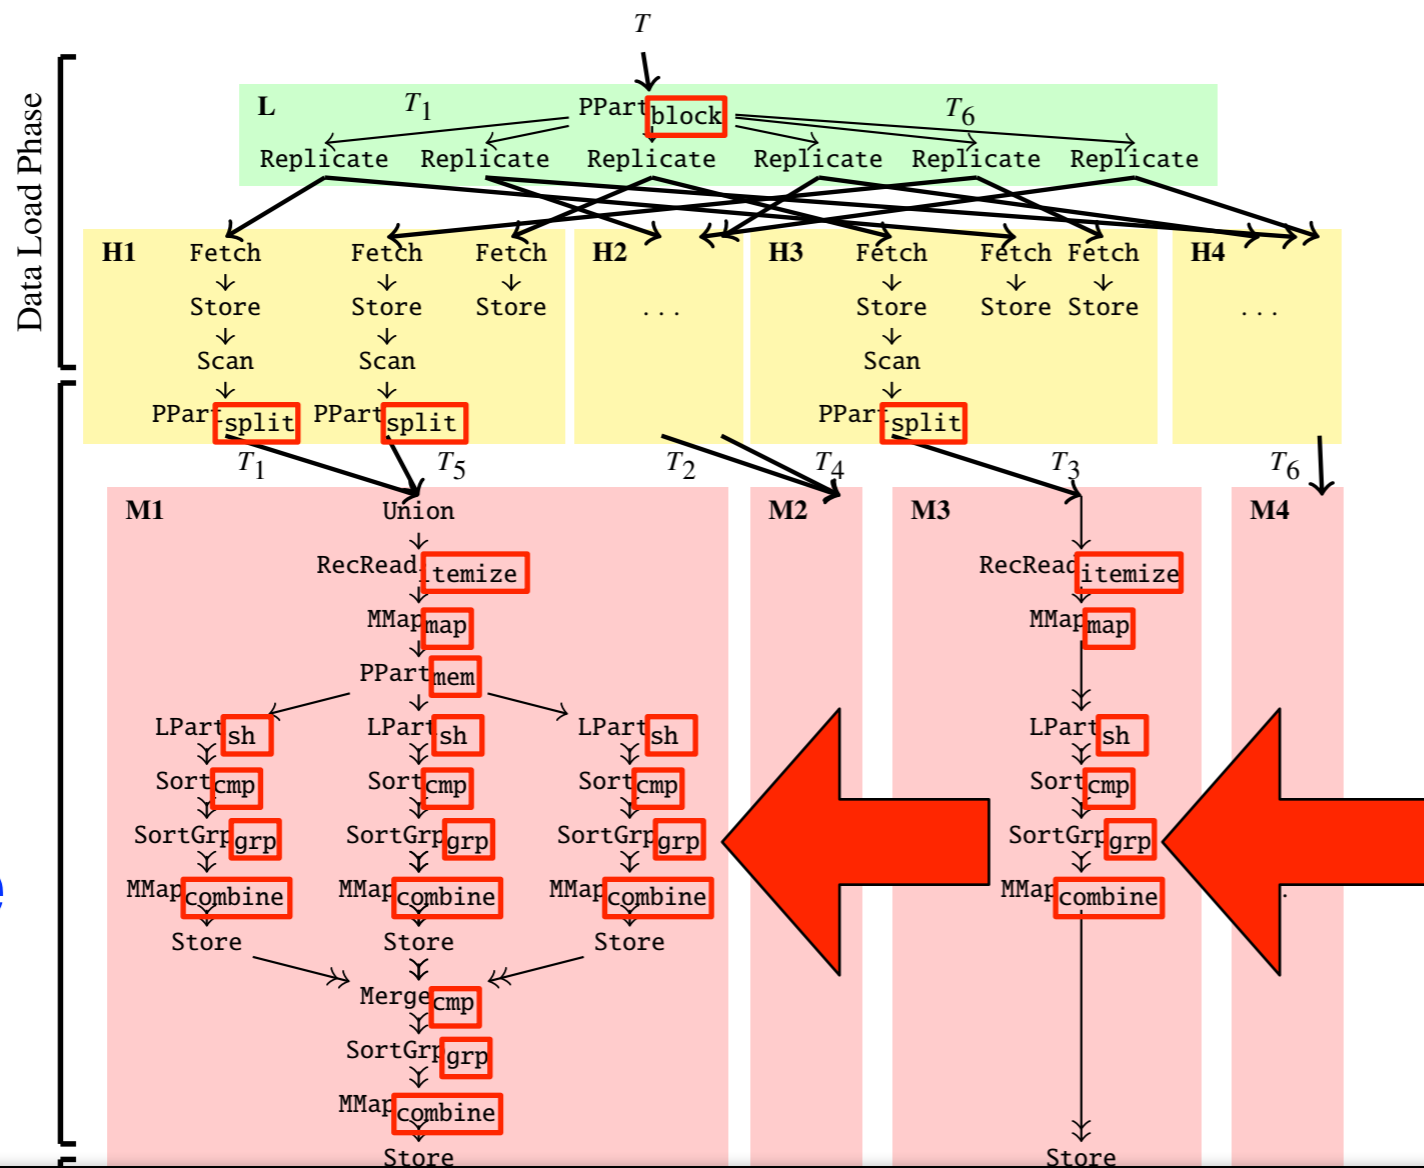 T
Data Load Phase
L T1 PPart block T6
Replicate Replicate Replicate Replicate Replicate Replicate
H1 Fetch Fetch Fetch H2 H3 Fetch Fetch Fetch H4
Store Store Store ... Store Store Store ...
Scan Scan Scan
PPart split PPart split PPart split
T1 T5 T2 T4 T3 T6
M1 Union M2 M3 M4
RecRead itemize RecRead itemize
MMap map MMap map
PPart mem
LPart sh LPart sh LPart sh LPart sh
Sort cmp Sort cmp Sort cmp Sort cmp
SortGrp grp SortGrp grp SortGrp grp SortGrp grp
MMap combine MMap combine MMap combine MMap combine
Store Store Store
Merge cmp
SortGrp grp
MMap combine
Store Store